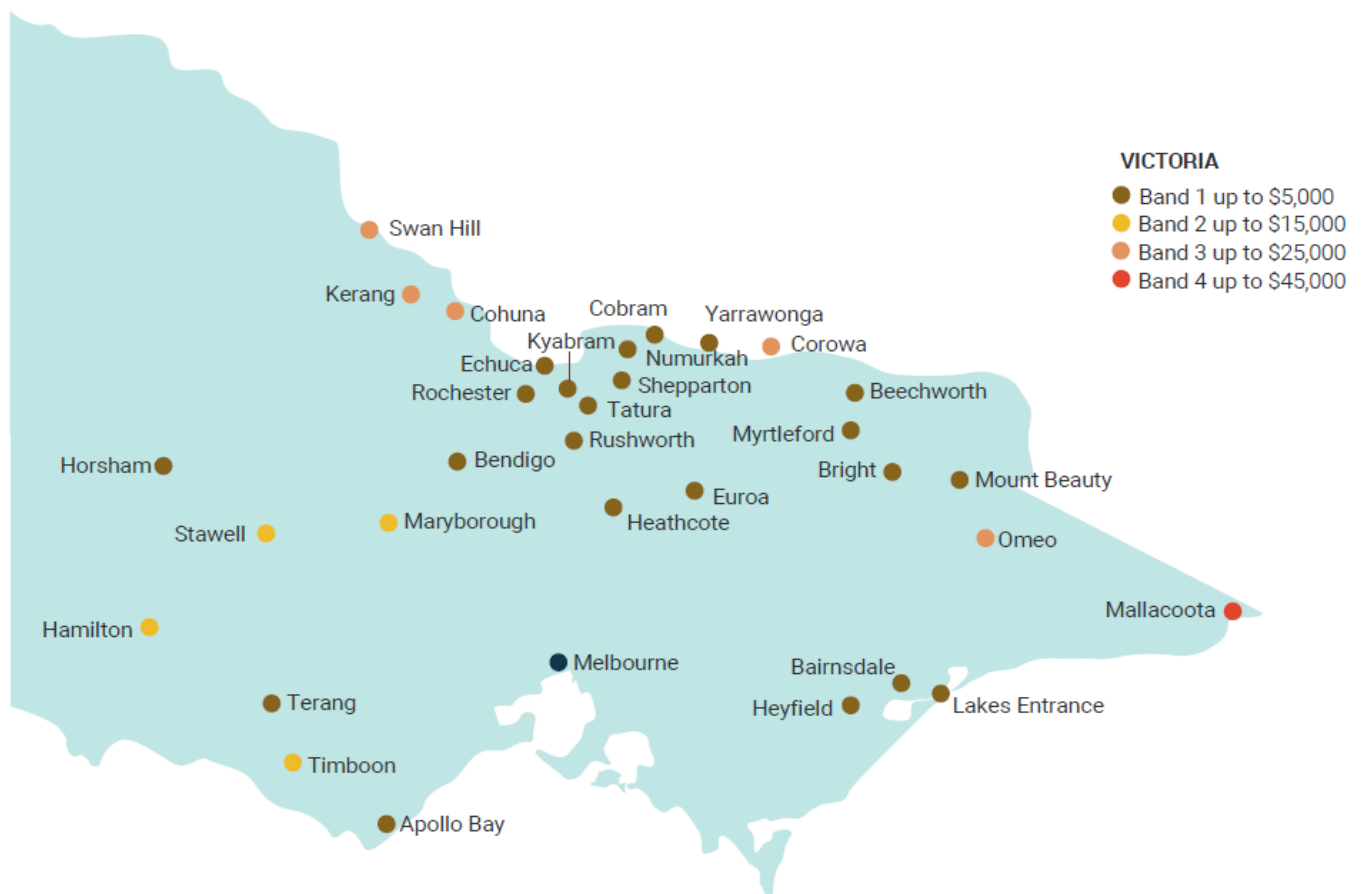 VICTORIA
Band 1 up to $5,000
Band 2 up to $15,000
Band 3 up to $25,000
Band 4 up to $45,000
Swan Hill
Kerang
Cohuna
Cobram
Yarrawonga
Kyabram
Corowa
Numurkah
Echuca
Shepparton
Rochester
Beechworth
Tatura
Myrtleford
Rushworth
Bendigo
Horsham
Bright
Mount Beauty
Euroa
Maryborough
Heathcote
Stawell
Omeo
Mallacoota
Hamilton
Melbourne
Bairnsdale
Terang
Heyfield
Lakes Entrance
Timboon
Apollo Bay